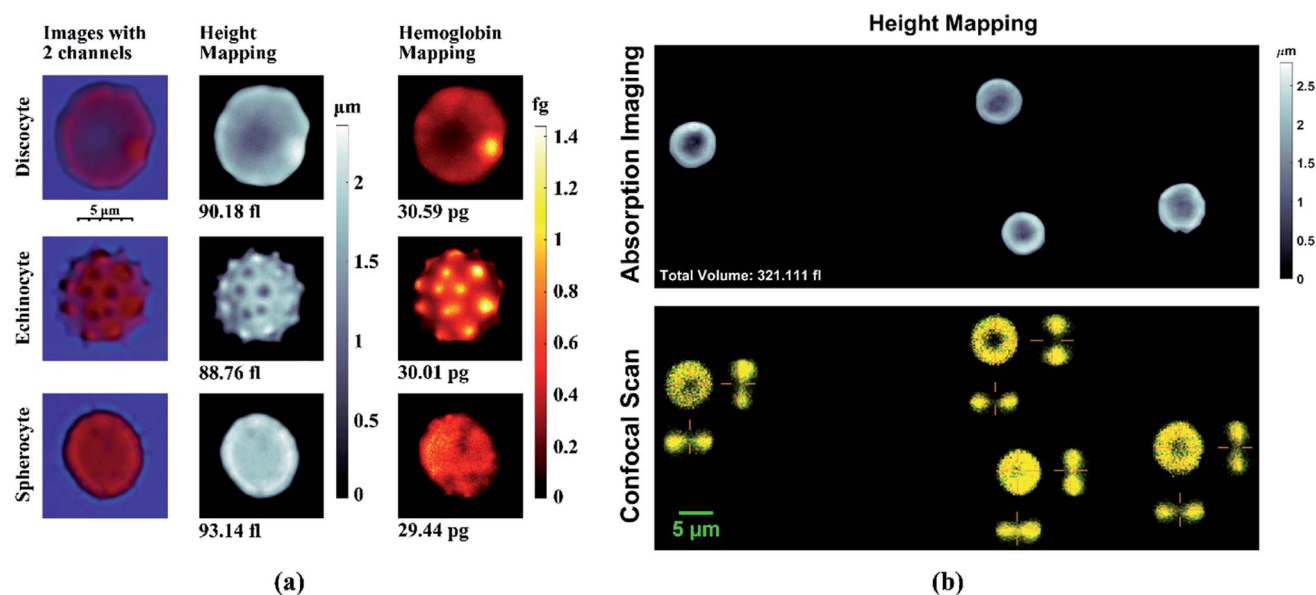 (a)
Images with
2 channels
Height
Mapping
Hemoglobin
Mapping
Discocyte
5 µm
90.18 fl
30.59 pg
Echinocyte
88.76 fl
30.01 pg
Spherocyte
93.14 fl
29.44 pg
µm
2
1.5
1
0.5
0
fg
1.4
1.2
1
0.8
0.6
0.4
0.2
0
(a)
(b)
Height Mapping
Absorption Imaging
Total Volume: 321.111 fl
µm
2.5
2
1.5
1
0.5
0
Confocal Scan
5 µm
(b)